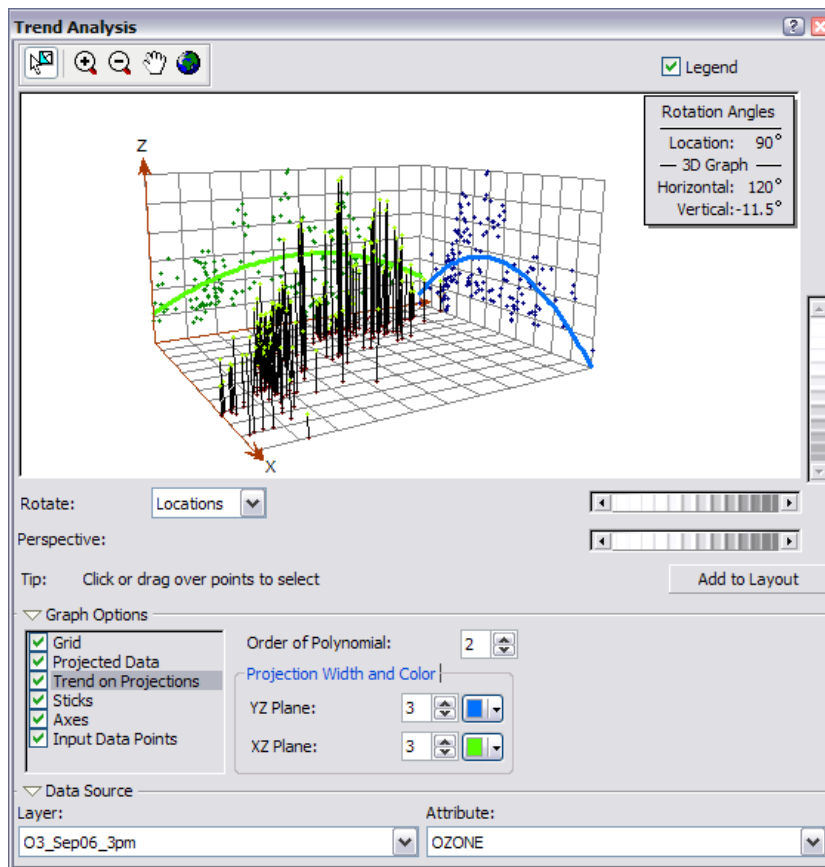 Trend Analysis
Legend
Rotation Angles
Location: 90°
3D Graph
Horizontal: 120°
Vertical:-11.5°
Z
X
Rotate: Locations
Perspective:
Tip: Click or drag over points to select
Add to Layout
Graph Options
Grid
Projected Data
Trend on Projections
Sticks
Axes
Input Data Points
Order of Polynomial: 2
Projection Width and Color
YZ Plane: 3
XZ Plane: 3
Data Source
Layer: Attribute:
O3_Sep06_3pm OZONE